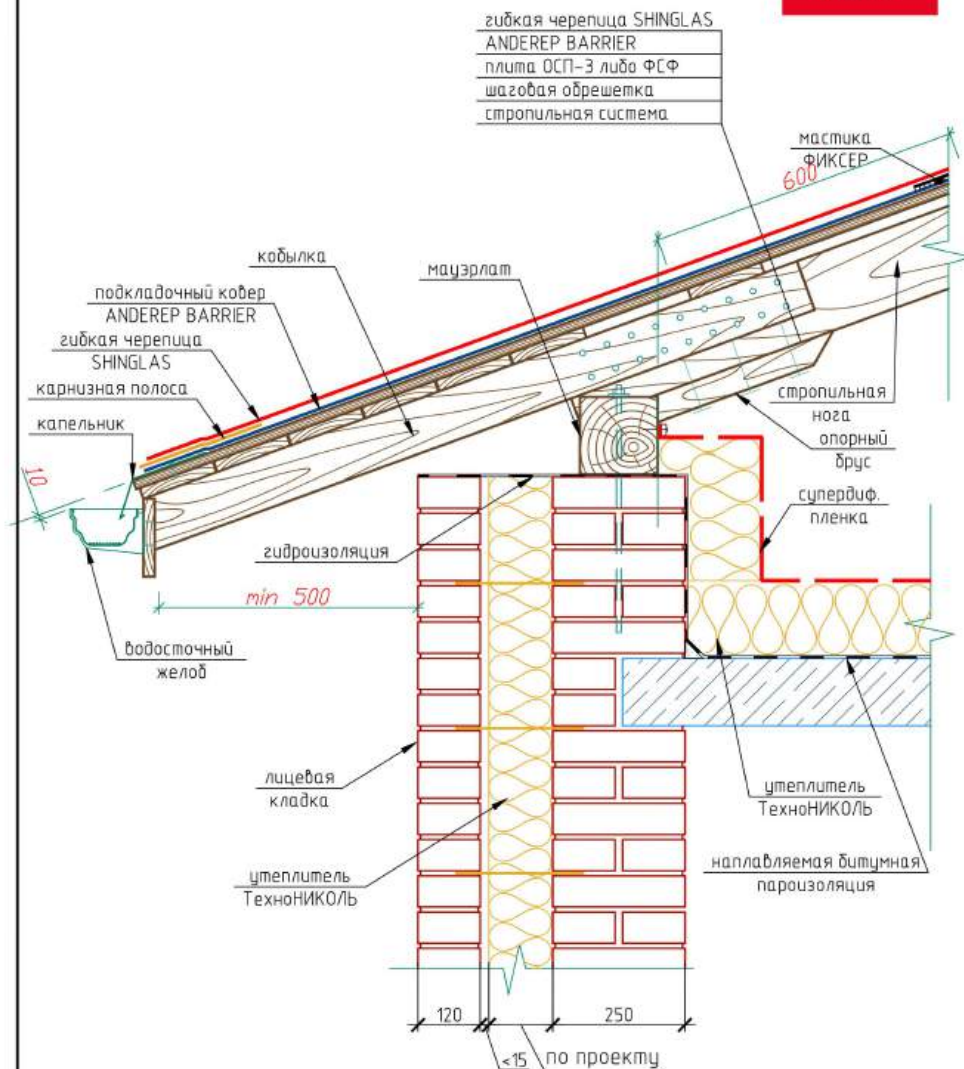 гибкая черепица SHINGLAS
ANDEREP BARRIER
плита ОСП-3 либо ФСФ
шаговая обрешетка
стропильная система
мастика
ФИКСЕР
600
кобылка
мауэрлат
подкладочный ковер
ANDEREP BARRIER
гибкая черепица
SHINGLAS
карнизная полоса
капельник
стропильная
нога
опорный
брус
10
супердиф.
пленка
гидроизоляция
min 500
водосточный
желоб
лицевая
кладка
утеплитель
ТехноНИКОЛЬ
утеплитель
ТехноНИКОЛЬ
наплавляемая битумная
пароизоляция
120
250
<15
по проекту